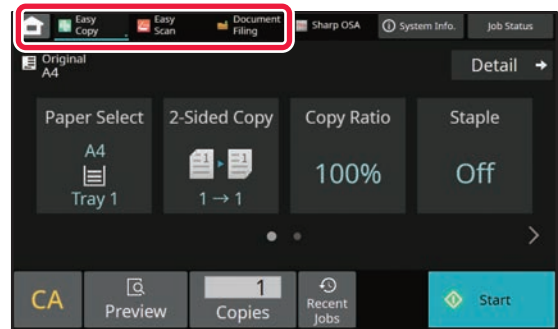 Easy Copy
Easy Scan
Document Filing
Sharp OSA
System Info.
Job Status
Original
A4
Detail
Paper Select
A4
Tray 1
2-Sided Copy
1 → 1
Copy Ratio
100%
Staple
Off
CA
Preview
1
Copies
Recent
Jobs
Start